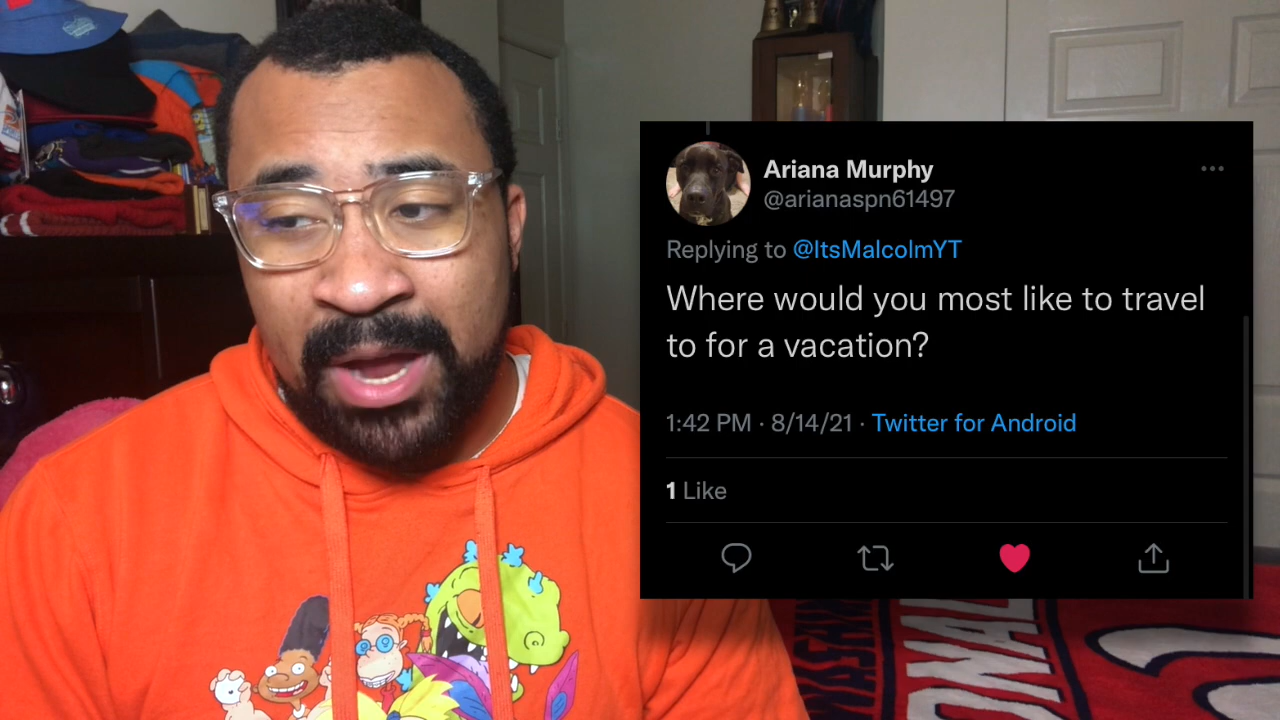 Ariana Murphy
@arianaspn61497
Replying to @ItsMalcolmYT
Where would you most like to travel
to for a vacation?
1:42 PM · 8/14/21 · Twitter for Android
1 Like